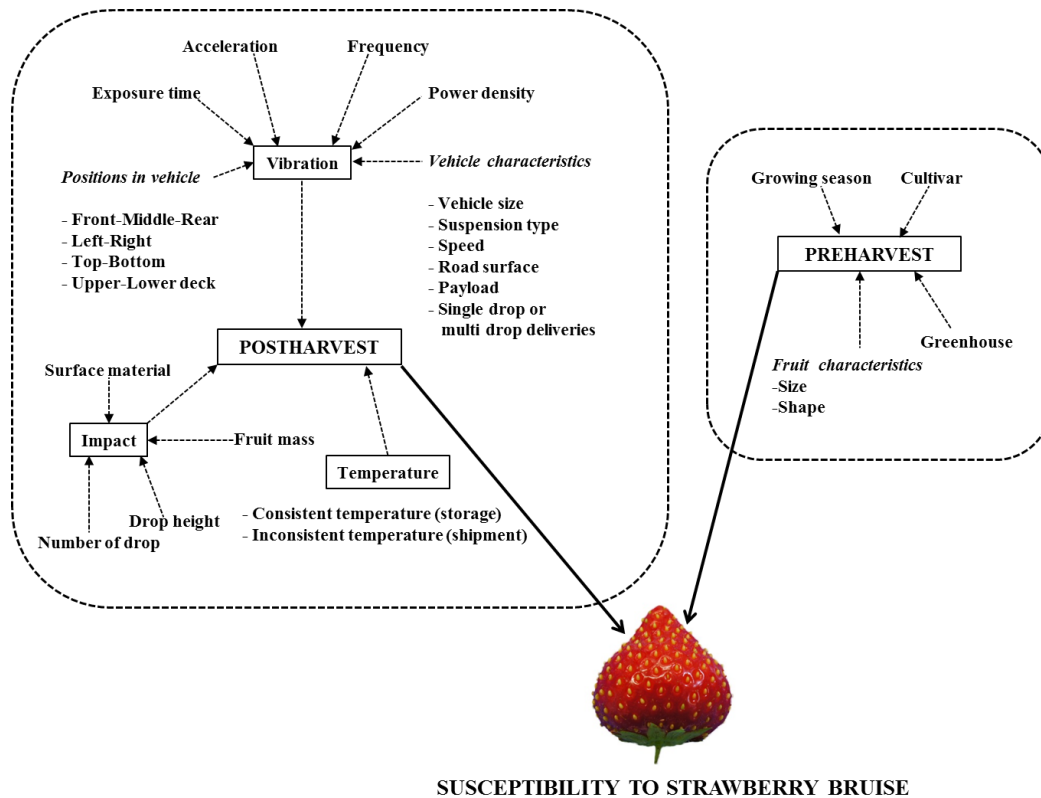 Acceleration
Frequency
Exposure time
Power density
Vibration
Positions in vehicle
- Front-Middle-Rear
- Left-Right
- Top-Bottom
- Upper-Lower deck
Vehicle characteristics
- Vehicle size
- Suspension type
- Speed
- Road surface
- Payload
- Single drop or
multi drop deliveries
POSTHARVEST
Surface material
Impact
Fruit mass
Drop height
Number of drop
Temperature
- Consistent temperature (storage)
- Inconsistent temperature (shipment)
Growing season
Cultivar
PREHARVEST
Greenhouse
Fruit characteristics
-Size
-Shape
SUSCEPTIBILITY TO STRAWBERRY BRUISE